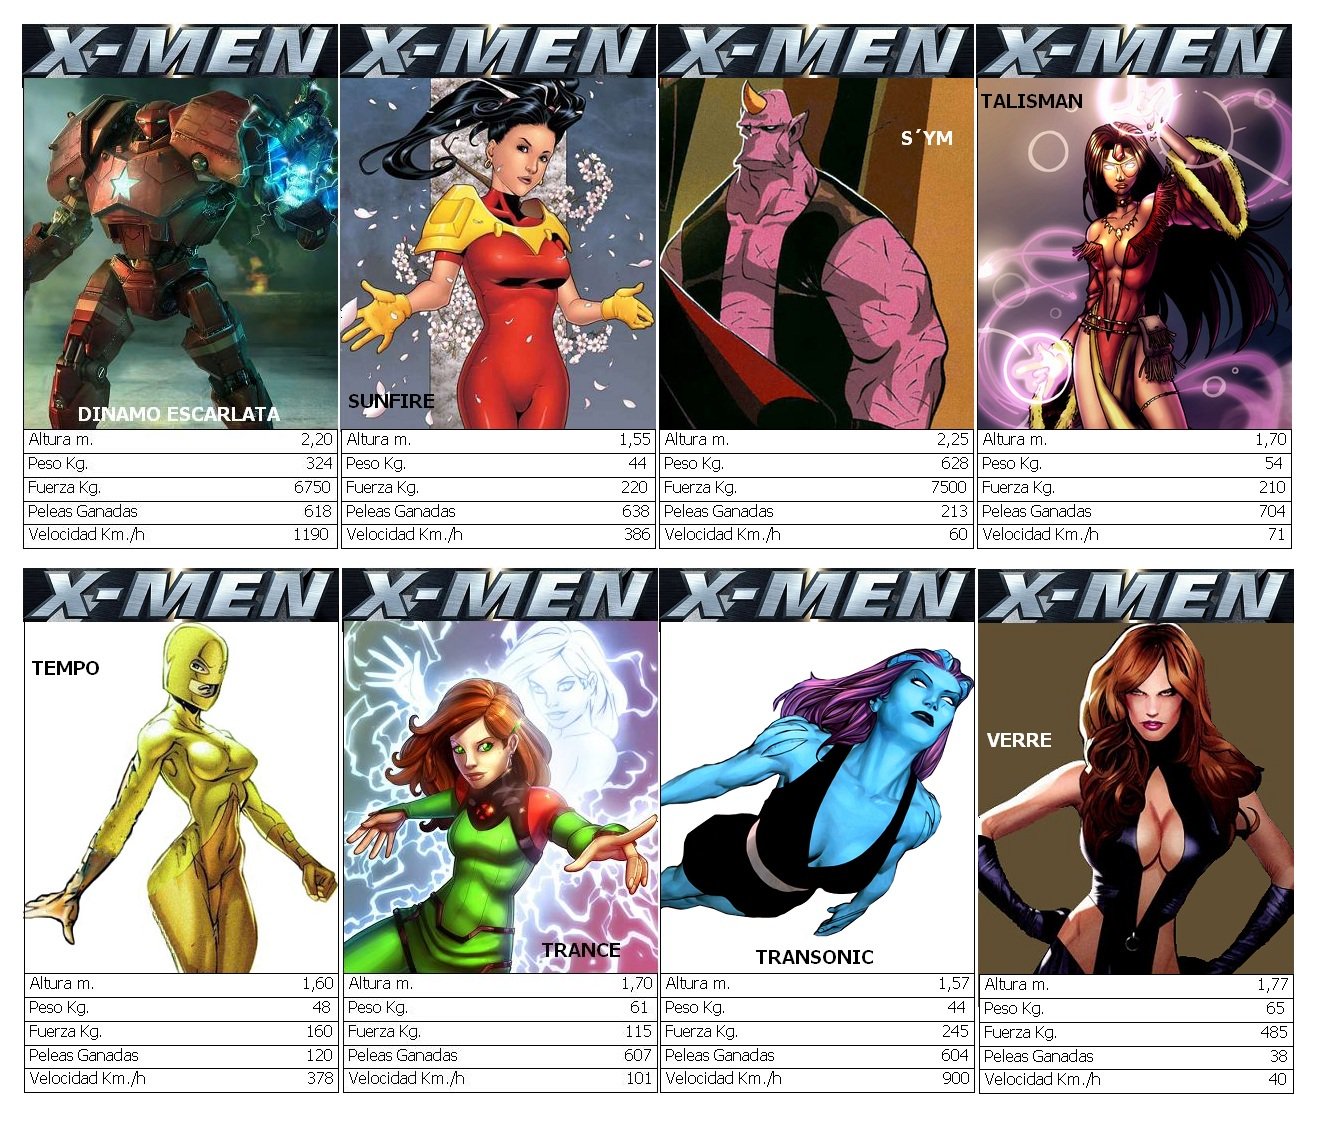 X-MEN
DINAMO ESCARLATA
Altura m. 2,20
Peso Kg. 324
Fuerza Kg. 6750
Peleas Ganadas 618
Velocidad Km./h 1190
X-MEN
SUNFIRE
Altura m. 1,55
Peso Kg. 44
Fuerza Kg. 220
Peleas Ganadas 638
Velocidad Km./h 386
X-MEN
S´YM
Altura m. 2,25
Peso Kg. 628
Fuerza Kg. 7500
Peleas Ganadas 213
Velocidad Km./h 60
X-MEN
TALISMAN
Altura m. 1,70
Peso Kg. 54
Fuerza Kg. 210
Peleas Ganadas 704
Velocidad Km./h 71
X-MEN
TEMPO
Altura m. 1,60
Peso Kg. 48
Fuerza Kg. 160
Peleas Ganadas 120
Velocidad Km./h 378
X-MEN
TRANCE
Altura m. 1,70
Peso Kg. 61
Fuerza Kg. 115
Peleas Ganadas 607
Velocidad Km./h 101
X-MEN
TRANSONIC
Altura m. 1,57
Peso Kg. 44
Fuerza Kg. 245
Peleas Ganadas 604
Velocidad Km./h 900
X-MEN
VERRE
Altura m. 1,77
Peso Kg. 65
Fuerza Kg. 485
Peleas Ganadas 38
Velocidad Km./h 40